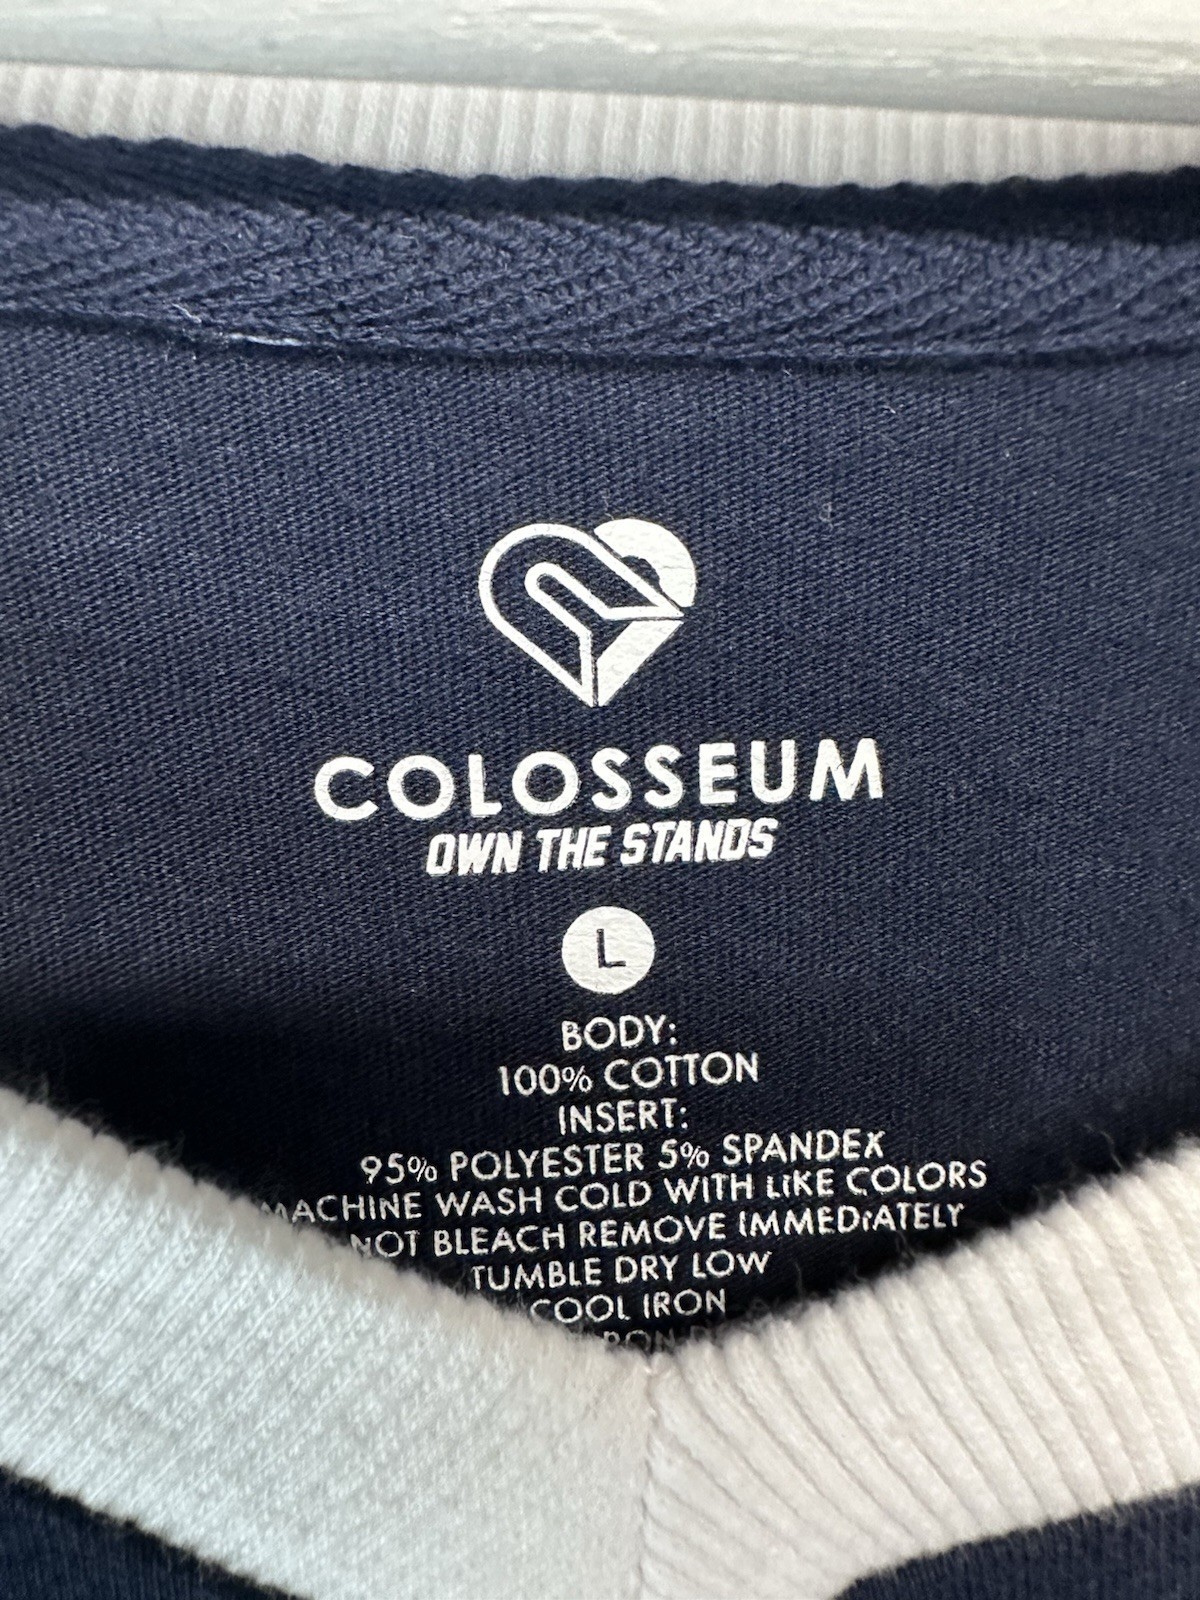 COLOSSEUM
OWN THE STANDS
L
BODY:
100% COTTON
INSERT:
95% POLYESTER 5% SPANDEX
MACHINE WASH COLD WITH LIKE COLORS
NOT BLEACH REMOVE IMMEDIATELY
TUMBLE DRY LOW
COOL IRON